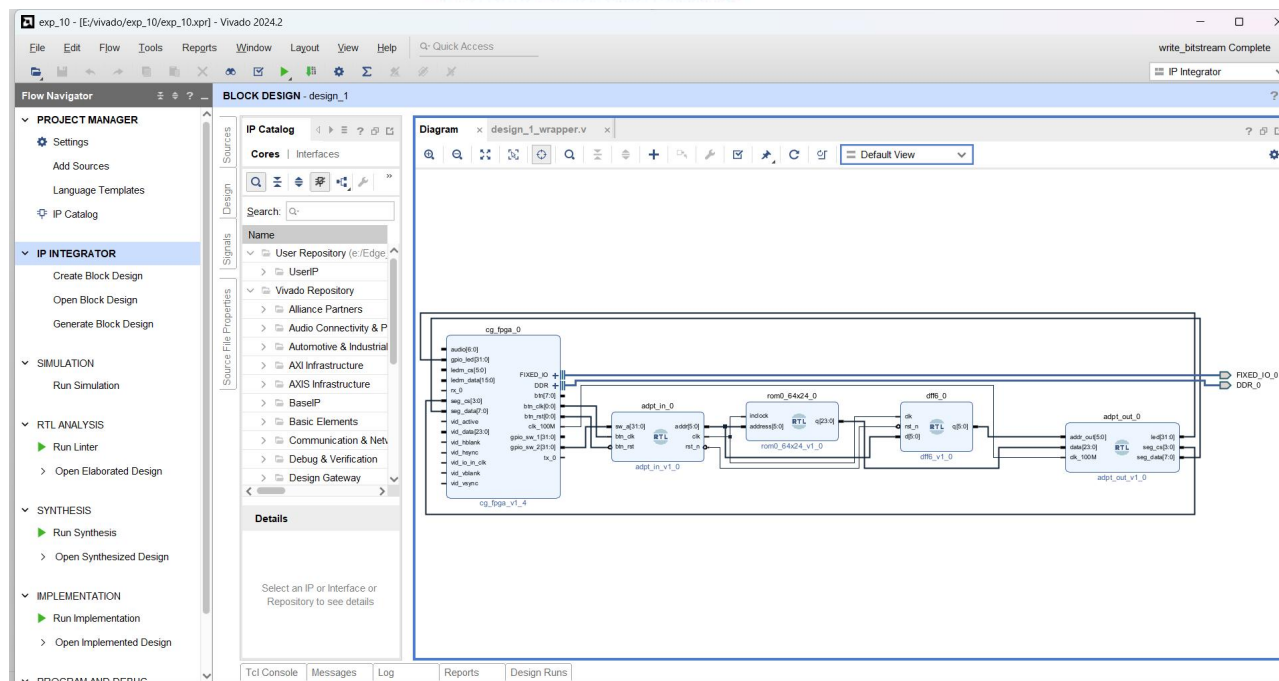 exp_10 - [E:/vivado/exp_10/exp_10.xpr] - Vivado 2024.2
File Edit Flow Tools Reports Window Layout View Help Quick Access
write_bitstream Complete
IP Integrator
Flow Navigator
PROJECT MANAGER
Settings
Add Sources
Language Templates
IP Catalog
IP INTEGRATOR
Create Block Design
Open Block Design
Generate Block Design
SIMULATION
Run Simulation
RTL ANALYSIS
Run Linter
Open Elaborated Design
SYNTHESIS
Run Synthesis
Open Synthesized Design
IMPLEMENTATION
Run Implementation
Open Implemented Design
PROGRAM AND DEBUG
BLOCK DESIGN - design_1
Sources
Design
Signals
Source File Properties
IP Catalog
Cores | Interfaces
Search:
Name
User Repository (e:/Edge_
UserIP
Vivado Repository
Alliance Partners
Audio Connectivity & P
Automotive & Industrial
AXI Infrastructure
AXIS Infrastructure
BaseIP
Basic Elements
Communication & Netw
Debug & Verification
Design Gateway
Details
Select an IP or Interface or
Repository to see details
Diagram design_1_wrapper.v
Default View
cg_fpga_0
audio[6:0]
gpio_led[31:0]
ledm_cs[5:0]
ledm_data[15:0]
rx_0
seg_cs[3:0]
seg_data[7:0]
vid_active
vid_data[23:0]
vid_hblank
vid_hsync
vid_io_in_clk
vid_vblank
vid_vsync
FIXED_IO
DDR
btn[7:0]
btn_clk[0:0]
btn_rst[0:0]
clk_100M
gpio_sw_1[31:0]
gpio_sw_2[31:0]
tx_0
cg_fpga_v1_4
adpt_in_0
sw_a[31:0]
btn_clk
btn_rst
RTL
addr[5:0]
clk
rst_n
adpt_in_v1_0
rom0_64x24_0
inclock
address[5:0]
RTL
q[23:0]
rom0_64x24_v1_0
dff6_0
clk
rst_n
d[5:0]
RTL
q[5:0]
dff6_v1_0
adpt_out_0
addr_out[5:0]
data[23:0]
clk_100M
RTL
led[31:0]
seg_cs[3:0]
seg_data[7:0]
adpt_out_v1_0
FIXED_IO_0
DDR_0
Tcl Console Messages Log Reports Design Runs